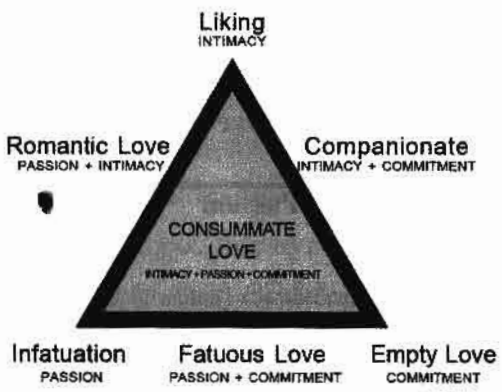 Liking
INTIMACY
Romantic Love
PASSION + INTIMACY
Companionate
INTIMACY + COMMITMENT
CONSUMMATE
LOVE
INTIMACY+PASSION+COMMITMENT
Infatuation
PASSION
Fatuous Love
PASSION + COMMITMENT
Empty Love
COMMITMENT